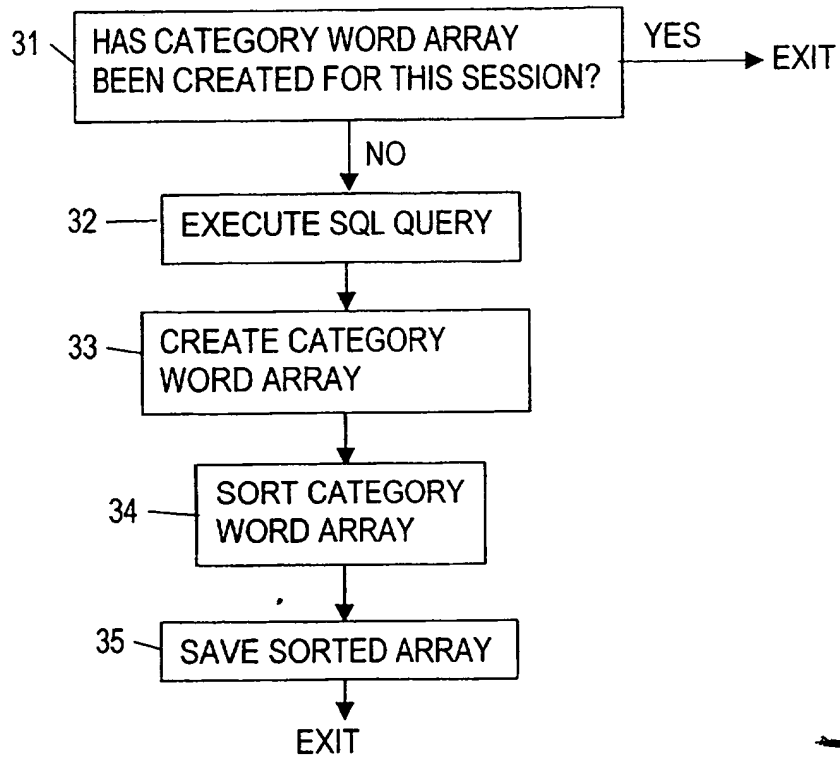 31
HAS CATEGORY WORD ARRAY
BEEN CREATED FOR THIS SESSION?
YES
EXIT
NO
32
EXECUTE SQL QUERY
33
CREATE CATEGORY
WORD ARRAY
34
SORT CATEGORY
WORD ARRAY
35
SAVE SORTED ARRAY
EXIT